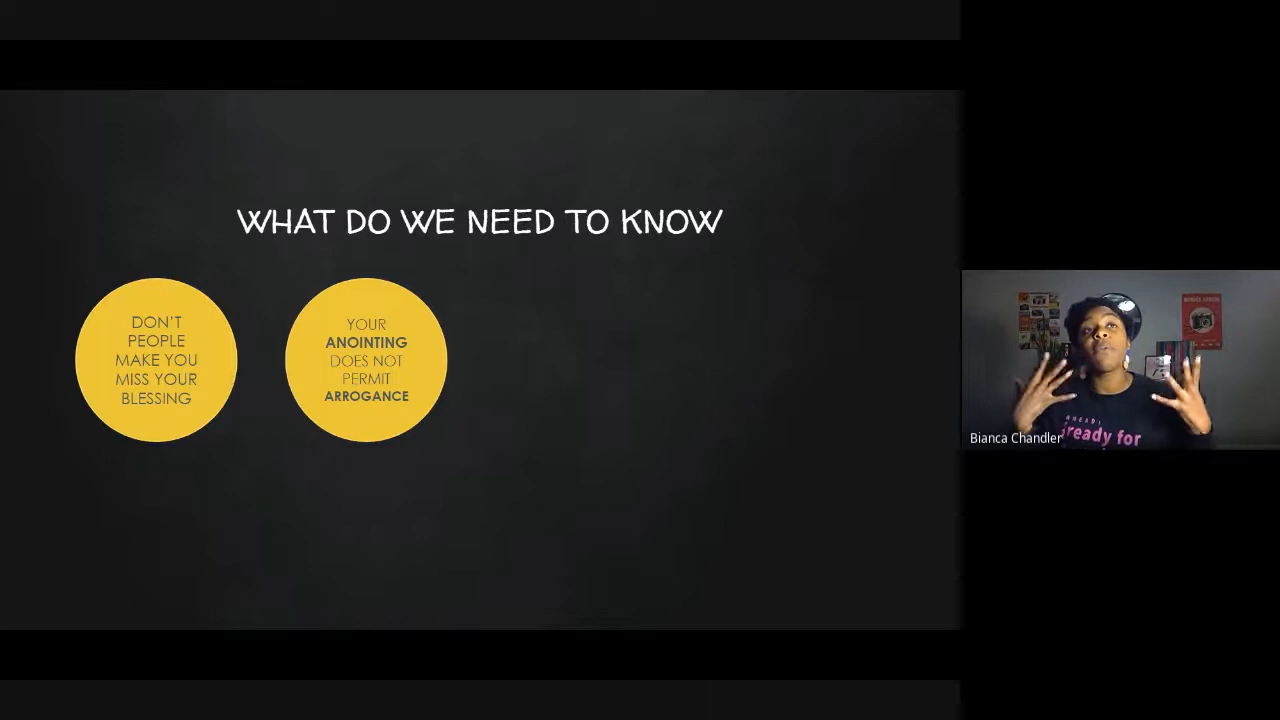 WHAT DO WE NEED TO KNOW
DON'T
PEOPLE
MAKE YOU
MISS YOUR
BLESSING
YOUR
ANOINTING
DOES NOT
PERMIT
ARROGANCE
AHEAD!
ready for
Bianca Chandler